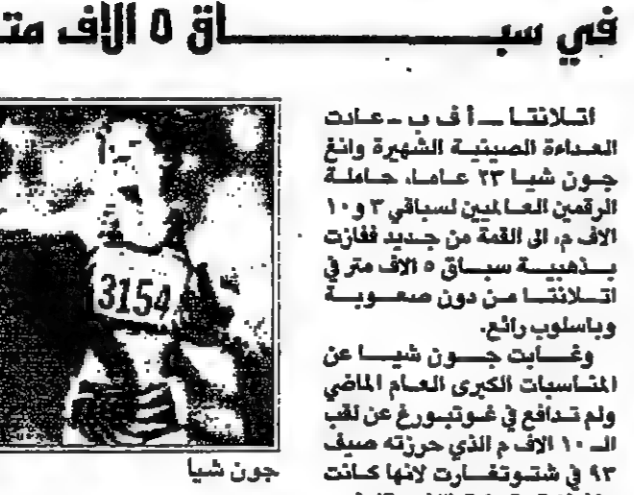 في سبـــــــــاق ٥ آلاف
اتلانتا ــ أ ف ب ــ عادت
العداءة الصينية الشهيرة وانغ
جون شيا ٢٣ عاما، حاملة
الرقمين العالميين لسباقي ٣ و ١٠
الاف م، الى القمة من جديد ففازت
بذهبية سباق ٥ الاف متر في
اتلانتا من دون صعوبة
وباسلوب رائع.
وغابت جون شيا عن
المناسبات الكبرى العام الماضي
ولم تدافع في غوتبورغ عن لقب
الـ ١٠ الاف م الذي حرزته صيف
٩٣ في شتوتغارت لانها كانت
3154
جون شيا